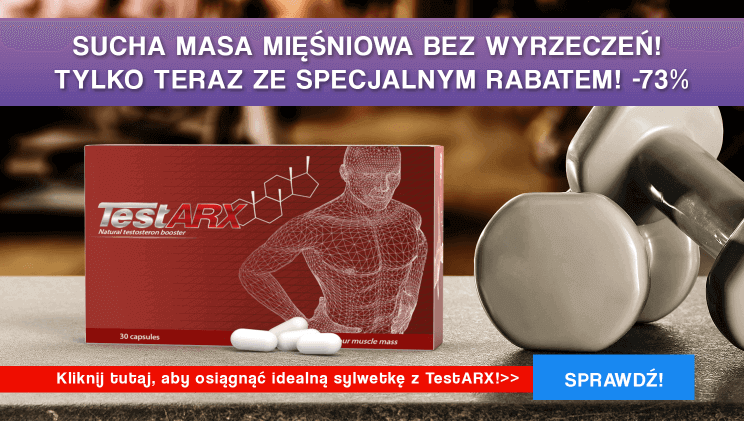 SUCHA MASA MIĘŚNIOWA BEZ WYRZECZEŃ!
TYLKO TERAZ ZE SPECJALNYM RABATEM! -73%
TestARX
Natural testosteron booster
30 capsules
our muscle mass
Kliknij tutaj, aby osiągnąć idealną sylwetkę z TestARX!>>
SPRAWDŹ!